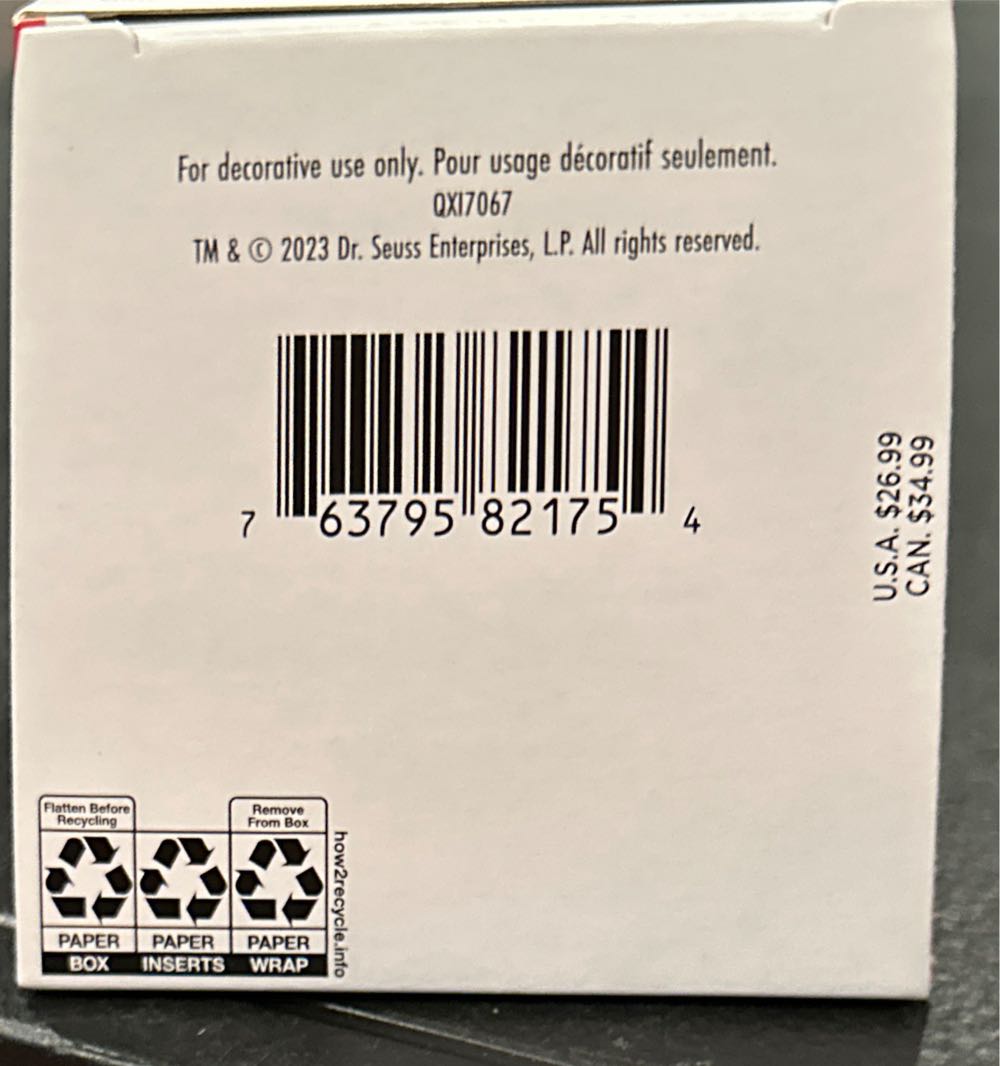 For decorative use only. Pour usage décoratif seulement.
QXI7067
TM & © 2023 Dr. Seuss Enterprises, L.P. All rights reserved.
7 63795 82175 4
U.S.A. $26.99
CAN. $34.99
Flatten Before
Recycling
Remove
From Box
PAPER PAPER PAPER
BOX INSERTS WRAP
how2recycle.info